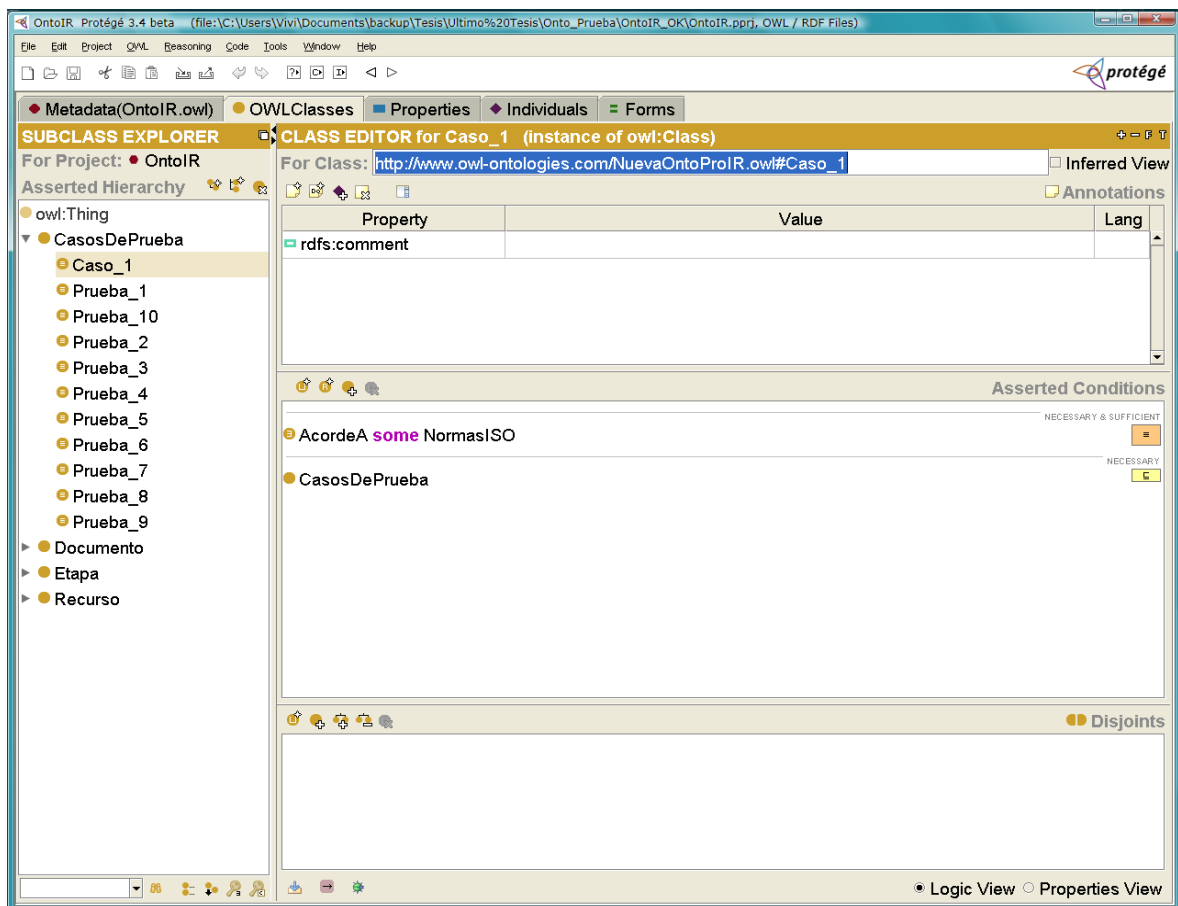 OntoIR Protégé 3.4 beta (file:\C:\Users\Vivi\Documents\backup\Tesis\Ultimo%20Tesis\Onto_Prueba\OntoIR_OK\OntoIR.pprj, OWL / RDF Files)
File Edit Project OWL Reasoning Code Tools Window Help
protégé
Metadata(OntoIR.owl) OWLClasses Properties Individuals Forms
SUBCLASS EXPLORER
For Project: OntoIR
Asserted Hierarchy
owl:Thing
CasosDePrueba
Caso_1
Prueba_1
Prueba_10
Prueba_2
Prueba_3
Prueba_4
Prueba_5
Prueba_6
Prueba_7
Prueba_8
Prueba_9
Documento
Etapa
Recurso
CLASS EDITOR for Caso_1 (instance of owl:Class)
For Class: http://www.owl-ontologies.com/NuevaOntoProIR.owl#Caso_1 Inferred View
Annotations
Property Value Lang
rdfs:comment
Asserted Conditions
NECESSARY & SUFFICIENT
AcordeA some NormasISO
NECESSARY
CasosDePrueba
Disjoints
Logic View Properties View